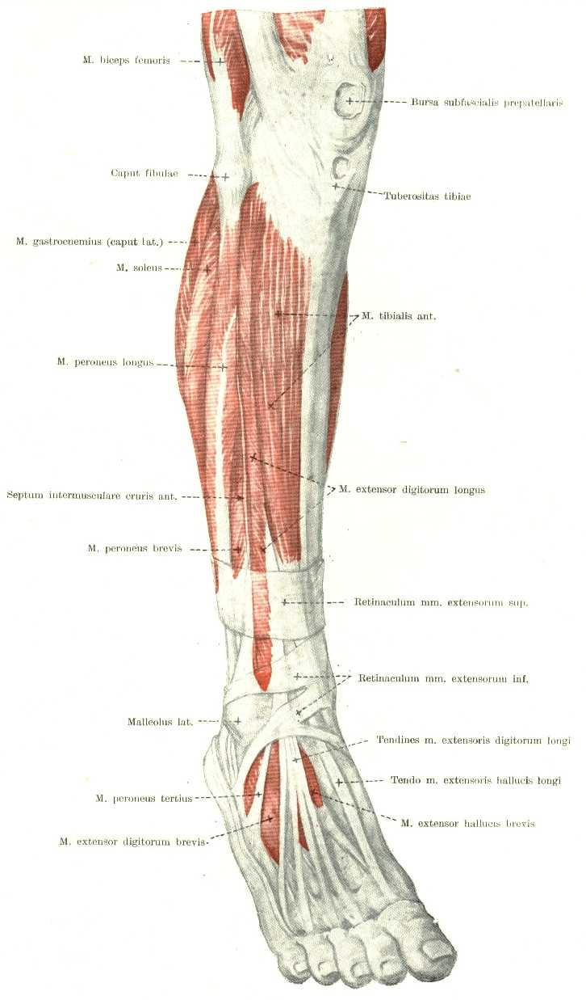 M. biceps femoris
Bursa subfascialis prepatellaris
Caput fibulae
Tuberositas tibiae
M. gastrocnemius (caput lat.)
M. soleus
M. tibialis ant.
M. peroneus longus
M. extensor digitorum longus
Septum intermusculare cruris ant.
M. peroneus brevis
Retinaculum mm. extensorum sup.
Retinaculum mm. extensorum inf.
Malleolus lat.
Tendines m. extensoris digitorum longi
Tendo m. extensoris hallucis longi
M. peroneus tertius
M. extensor hallucis brevis
M. extensor digitorum brevis